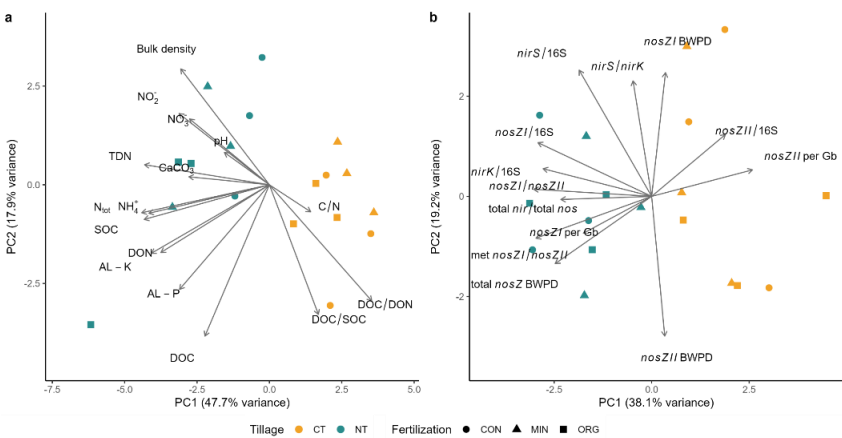 a
Bulk density
NO₂⁻
NO₃⁻
pH
TDN
CaCO₃
N_tot NH₄⁺
SOC
C/N
DON
AL – K
AL – P
DOC/DON
DOC/SOC
DOC
2.5
0.0
-2.5
PC2 (17.9% variance)
-7.5 -5.0 -2.5 0.0 2.5 5.0
PC1 (47.7% variance)
b
nosZI BWPD
nirS/16S
nirS/nirK
nosZI/16S
nosZII/16S
nosZII per Gb
nirK/16S
nosZI/nosZII
total nir/total nos
nosZI per Gb
met nosZI/nosZII
total nosZ BWPD
nosZII BWPD
2
0
-2
PC2 (19.2% variance)
-2.5 0.0 2.5
PC1 (38.1% variance)
Tillage CT NT Fertilization CON MIN ORG